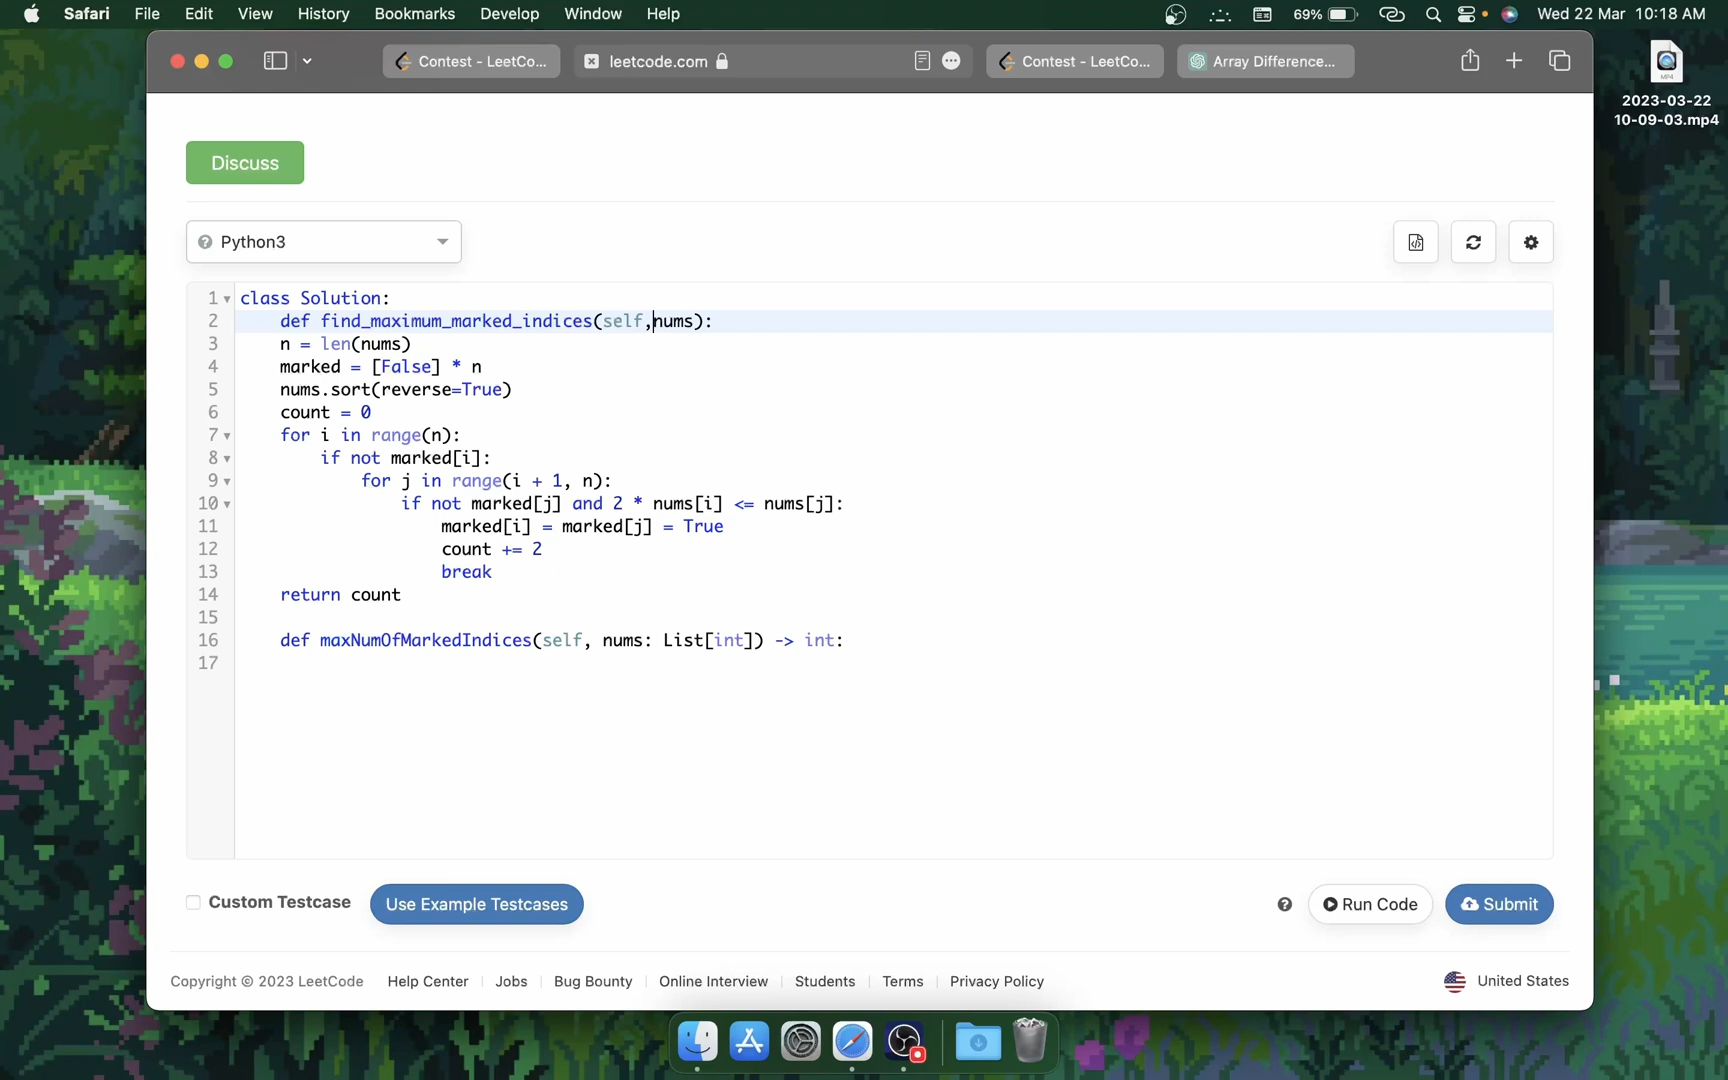 Safari File Edit View History Bookmarks Develop Window Help 69% Wed 22 Mar 10:18 AM
Contest - LeetCo... leetcode.com Contest - LeetCo... Array Difference...
MP4
2023-03-22
10-09-03.mp4
Discuss
Python3
1 class Solution:
2 def find_maximum_marked_indices(self,nums):
3 n = len(nums)
4 marked = [False] * n
5 nums.sort(reverse=True)
6 count = 0
7 for i in range(n):
8 if not marked[i]:
9 for j in range(i + 1, n):
10 if not marked[j] and 2 * nums[i] <= nums[j]:
11 marked[i] = marked[j] = True
12 count += 2
13 break
14 return count
15
16 def maxNumOfMarkedIndices(self, nums: List[int]) -> int:
17
Custom Testcase Use Example Testcases Run Code Submit
Copyright © 2023 LeetCode Help Center Jobs Bug Bounty Online Interview Students Terms Privacy Policy United States